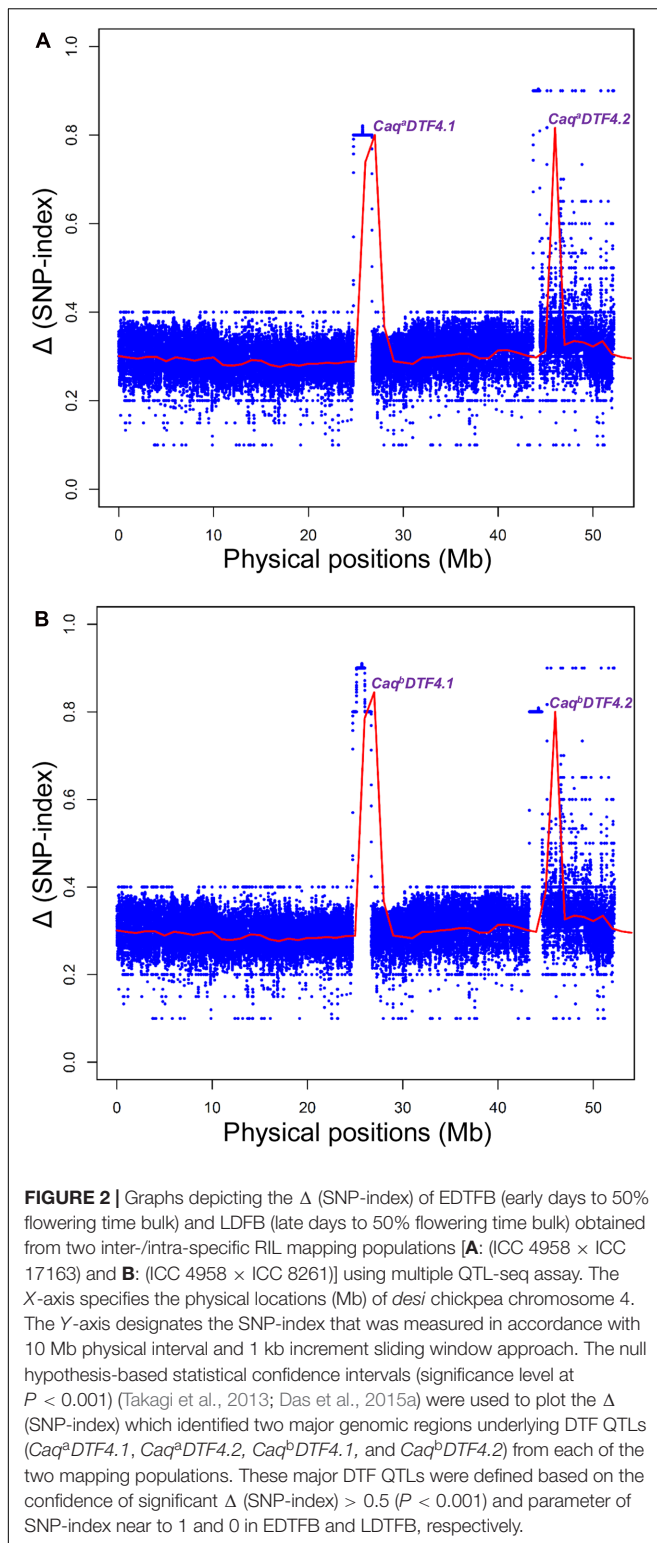 A
1.0
0.8
0.6
0.4
0.2
0.0
Δ (SNP-index)
CaqᵃDTF4.1
CaqᵃDTF4.2
0 10 20 30 40 50
Physical positions (Mb)
B
1.0
0.8
0.6
0.4
0.2
0.0
Δ (SNP-index)
CaqᵇDTF4.1
CaqᵇDTF4.2
0 10 20 30 40 50
Physical positions (Mb)
FIGURE 2 | Graphs depicting the Δ (SNP-index) of EDTFB (early days to 50%
flowering time bulk) and LDFB (late days to 50% flowering time bulk) obtained
from two inter-/intra-specific RIL mapping populations [A: (ICC 4958 × ICC
17163) and B: (ICC 4958 × ICC 8261)] using multiple QTL-seq assay. The
X-axis specifies the physical locations (Mb) of desi chickpea chromosome 4.
The Y-axis designates the SNP-index that was measured in accordance with
10 Mb physical interval and 1 kb increment sliding window approach. The null
hypothesis-based statistical confidence intervals (significance level at
P < 0.001) (Takagi et al., 2013; Das et al., 2015a) were used to plot the Δ
(SNP-index) which identified two major genomic regions underlying DTF QTLs
(CaqᵃDTF4.1, CaqᵃDTF4.2, CaqᵇDTF4.1, and CaqᵇDTF4.2) from each of the
two mapping populations. These major DTF QTLs were defined based on the
confidence of significant Δ (SNP-index) > 0.5 (P < 0.001) and parameter of
SNP-index near to 1 and 0 in EDTFB and LDTFB, respectively.